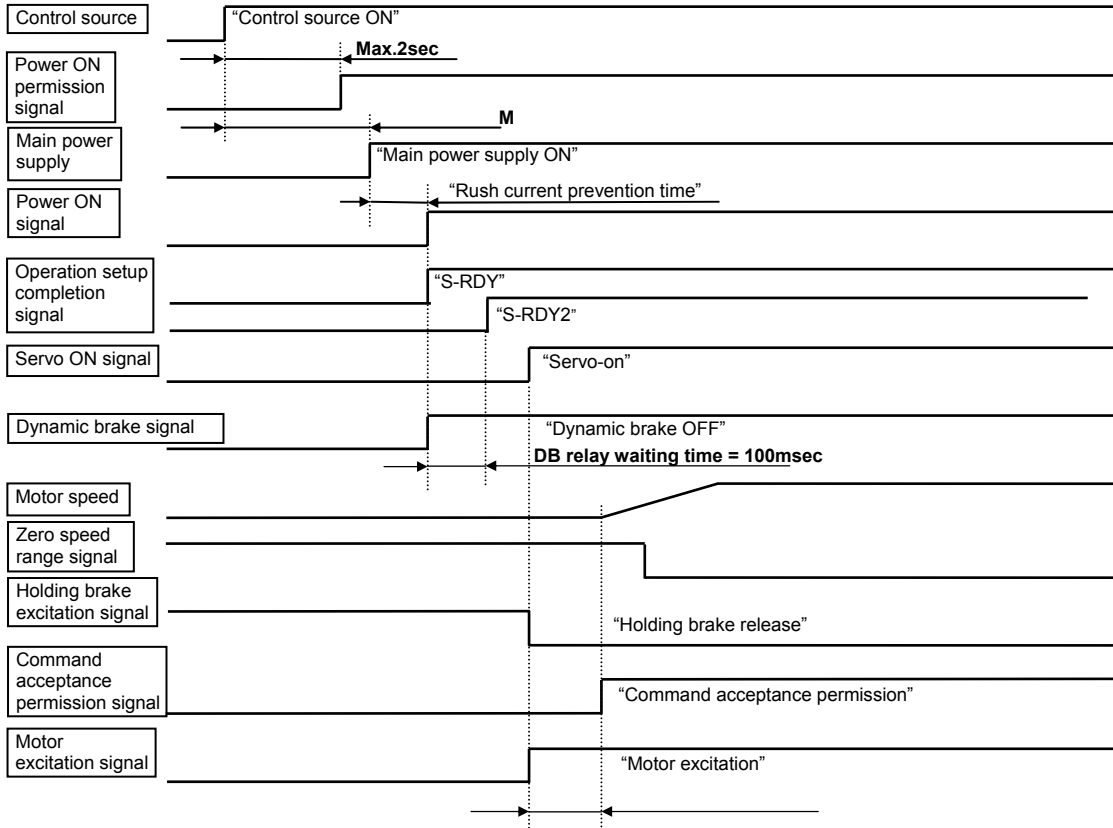 Control source
“Control source ON”
Max.2sec
Power ON
permission
signal
M
Main power
supply
“Main power supply ON”
“Rush current prevention time”
Power ON
signal
Operation setup
completion
signal
“S-RDY”
“S-RDY2”
Servo ON signal
“Servo-on”
Dynamic brake signal
“Dynamic brake OFF”
DB relay waiting time = 100msec
Motor speed
Zero speed
range signal
Holding brake
excitation signal
“Holding brake release”
Command
acceptance
permission signal
“Command acceptance permission”
Motor
excitation signal
“Motor excitation”